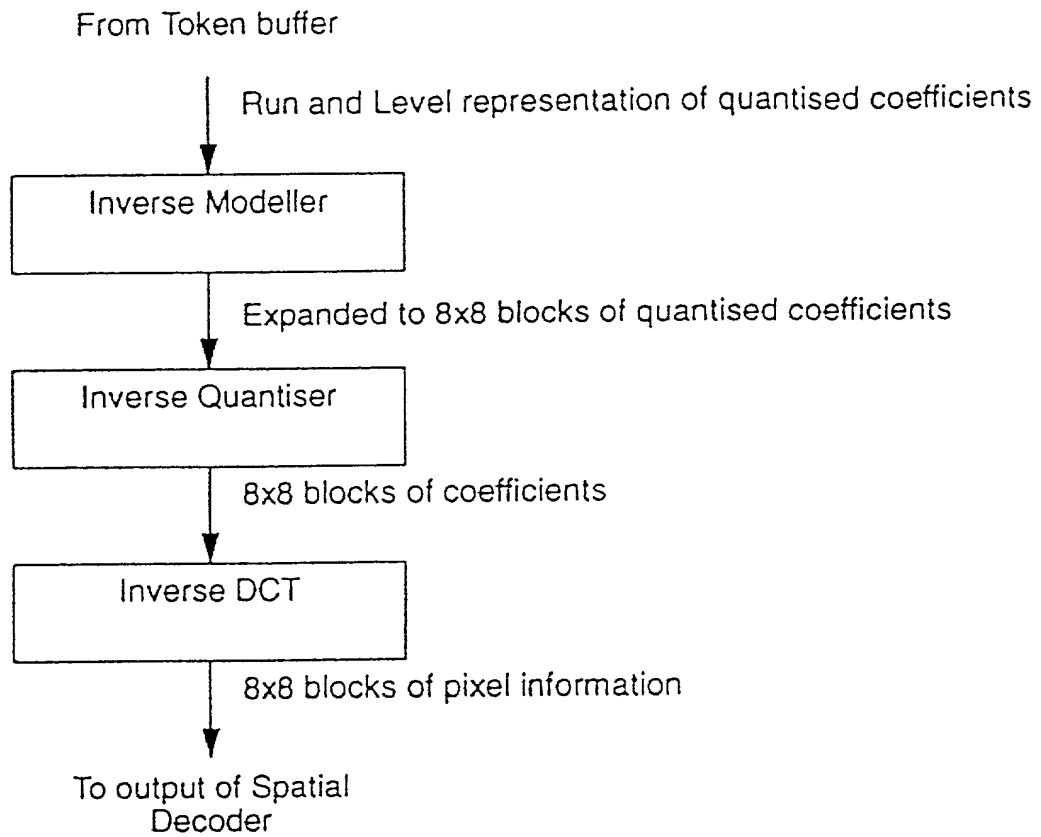 From Token buffer
Run and Level representation of quantised coefficients
Inverse Modeller
Expanded to 8x8 blocks of quantised coefficients
Inverse Quantiser
8x8 blocks of coefficients
Inverse DCT
8x8 blocks of pixel information
To output of Spatial
Decoder